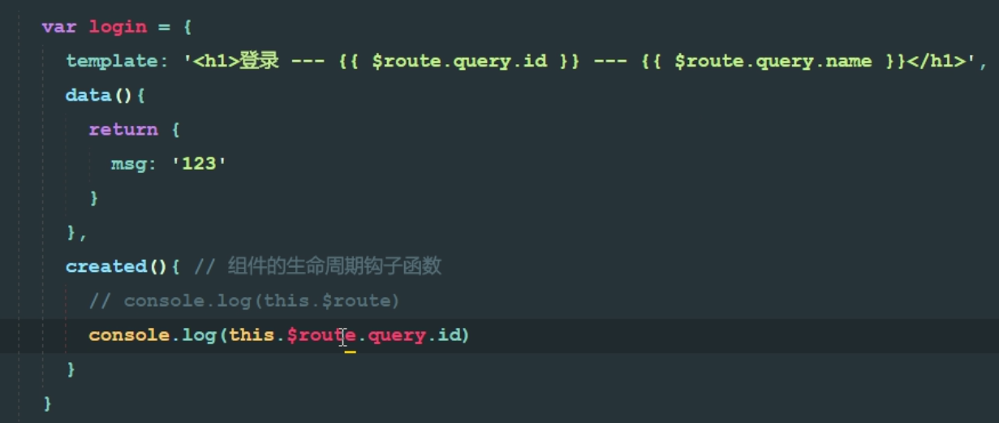 var login = {
template: '<h1>登录 --- {{ $route.query.id }} --- {{ $route.query.name }}</h1>',
data(){
return {
msg: '123'
}
},
created(){ // 组件的生命周期钩子函数
// console.log(this.$route)
console.log(this.$route.query.id)
}
}